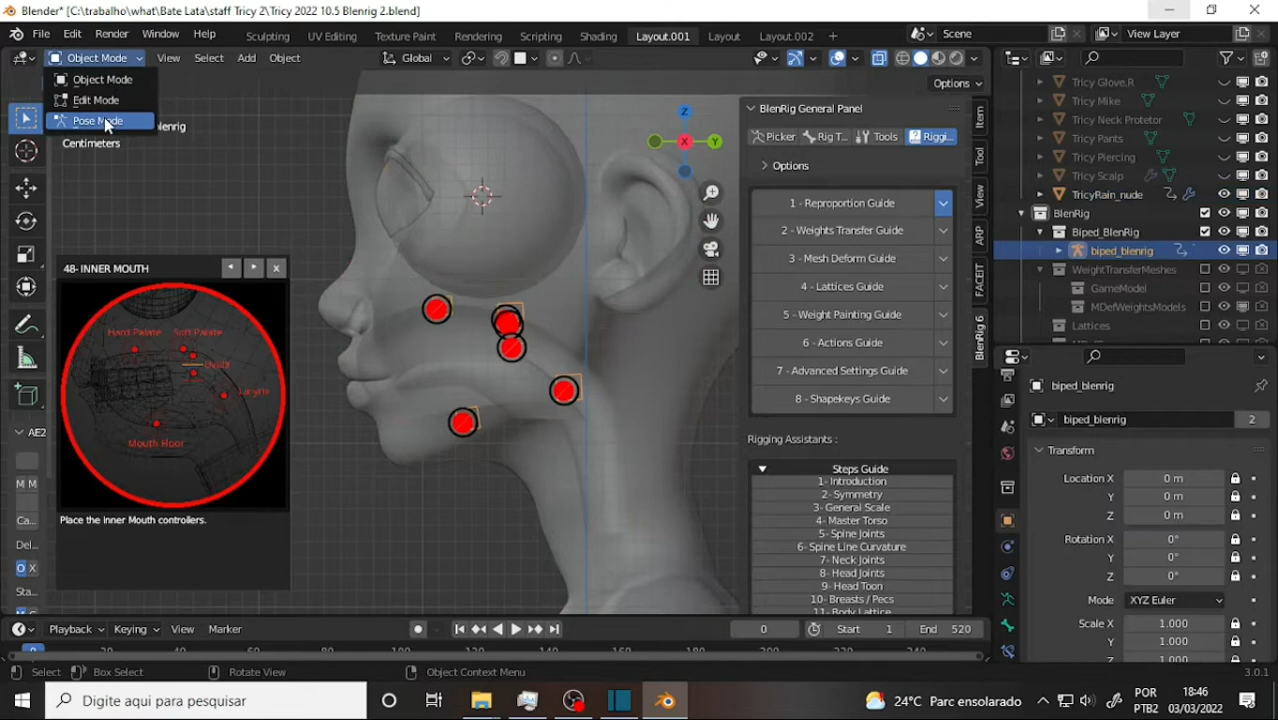 Blender* [C:\trabalho\what\Bate Lata\staff Tricy 2\Tricy 2022 10.5 Blenrig 2.blend]
File Edit Render Window Help Sculpting UV Editing Texture Paint Rendering Scripting Shading Layout.001 Layout Layout.002 + Scene View Layer
Object Mode View Select Add Object Global
Options
Object Mode
Edit Mode
Pose Mode
lenrig
Centimeters
Z
X
Y
48- INNER MOUTH
X
Hard Palate
Soft Palate
Uvula
Larynx
Mouth Floor
Place the Inner Mouth controllers.
AE2
M M
Ca...
Del...
O X
Sta...
BlenRig General Panel
Picker Rig T... Tools Riggi...
Options
1 - Reproportion Guide
2 - Weights Transfer Guide
3 - Mesh Deform Guide
4 - Lattices Guide
5 - Weight Painting Guide
6 - Actions Guide
7 - Advanced Settings Guide
8 - Shapekeys Guide
Rigging Assistants :
Steps Guide
1- Introduction
2- Symmetry
3- General Scale
4- Master Torso
5- Spine Joints
6- Spine Line Curvature
7- Neck Joints
8- Head Joints
9- Head Toon
10- Breasts / Pecs
11- Body Lattice
Item
Tool
View
ARP
FACEIT
BlenRig 6
Tricy Glove.R
Tricy Mike
Tricy Neck Protetor
Tricy Pants
Tricy Piercing
Tricy Scalp
TricyRain_nude
BlenRig
Biped_BlenRig
biped_blenrig
WeightTransferMeshes
GameModel
MDefWeightsModels
Lattices
biped_blenrig
biped_blenrig 2
Transform
Location X 0 m
Y 0 m
Z 0 m
Rotation X 0°
Y 0°
Z 0°
Mode XYZ Euler
Scale X 1.000
Y 1.000
Z 1.000
Playback Keying View Marker 0 Start 1 End 520
Select Box Select Rotate View Object Context Menu 3.0.1
Digite aqui para pesquisar
24°C Parc ensolarado
POR
PTB2
18:46
03/03/2022